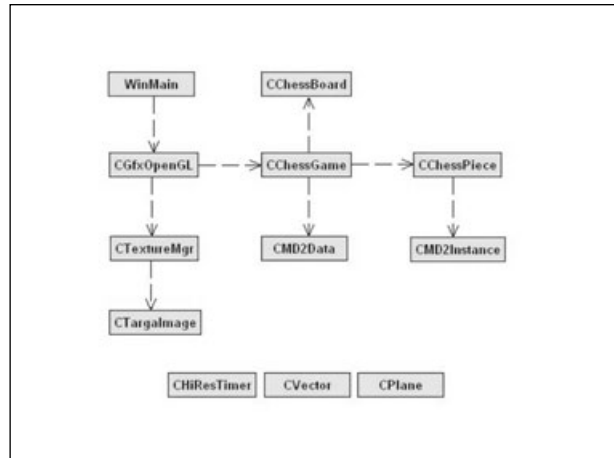 WinMain
CChessBoard
CGfxOpenGL
CChessGame
CChessPiece
CTextureMgr
CMD2Data
CMD2Instance
CTargaImage
CHiResTimer
CVector
CPlane